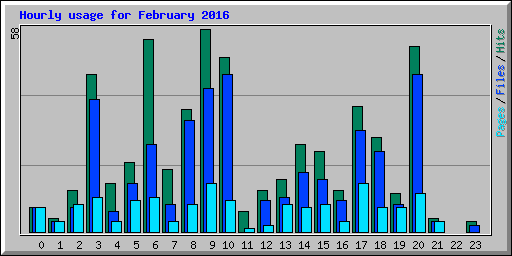 Hourly usage for February 2016
58
Pages/Files/Hits
0 1 2 3 4 5 6 7 8 9 10 11 12 13 14 15 16 17 18 19 20 21 22 23